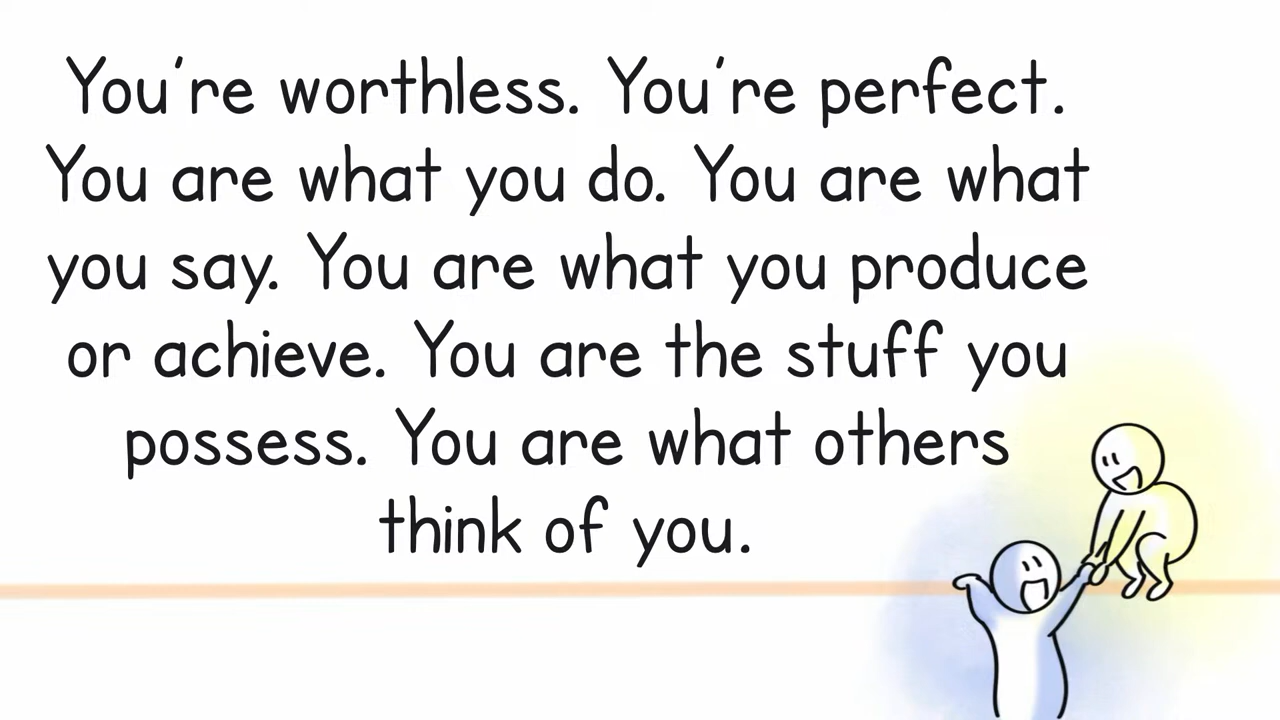 You're worthless. You're perfect.
You are what you do. You are what
you say. You are what you produce
or achieve. You are the stuff you
possess. You are what others
think of you.